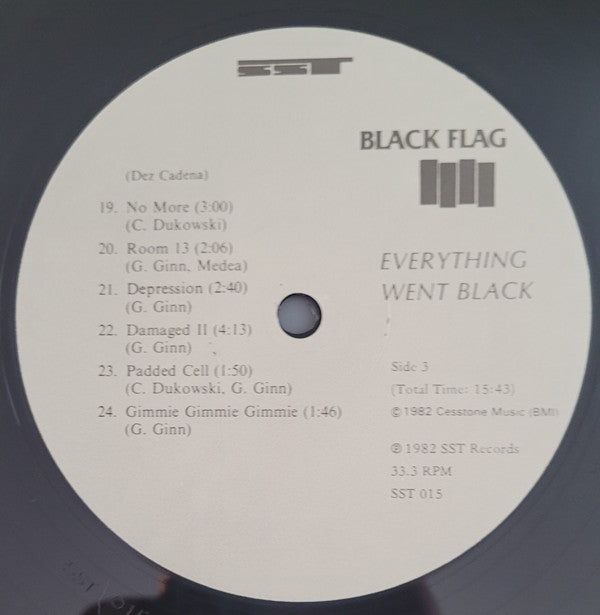 SST
BLACK FLAG
EVERYTHING
WENT BLACK
(Dez Cadena)
19. No More (3:00)
(C. Dukowski)
20. Room 13 (2:06)
(G. Ginn, Medea)
21. Depression (2:40)
(G. Ginn)
22. Damaged II (4:13)
(G. Ginn)
23. Padded Cell (1:50)
(C. Dukowski, G. Ginn)
24. Gimmie Gimmie Gimmie (1:46)
(G. Ginn)
Side 3
(Total Time: 15:43)
© 1982 Cesstone Music (BMI)
℗ 1982 SST Records
33.3 RPM
SST 015